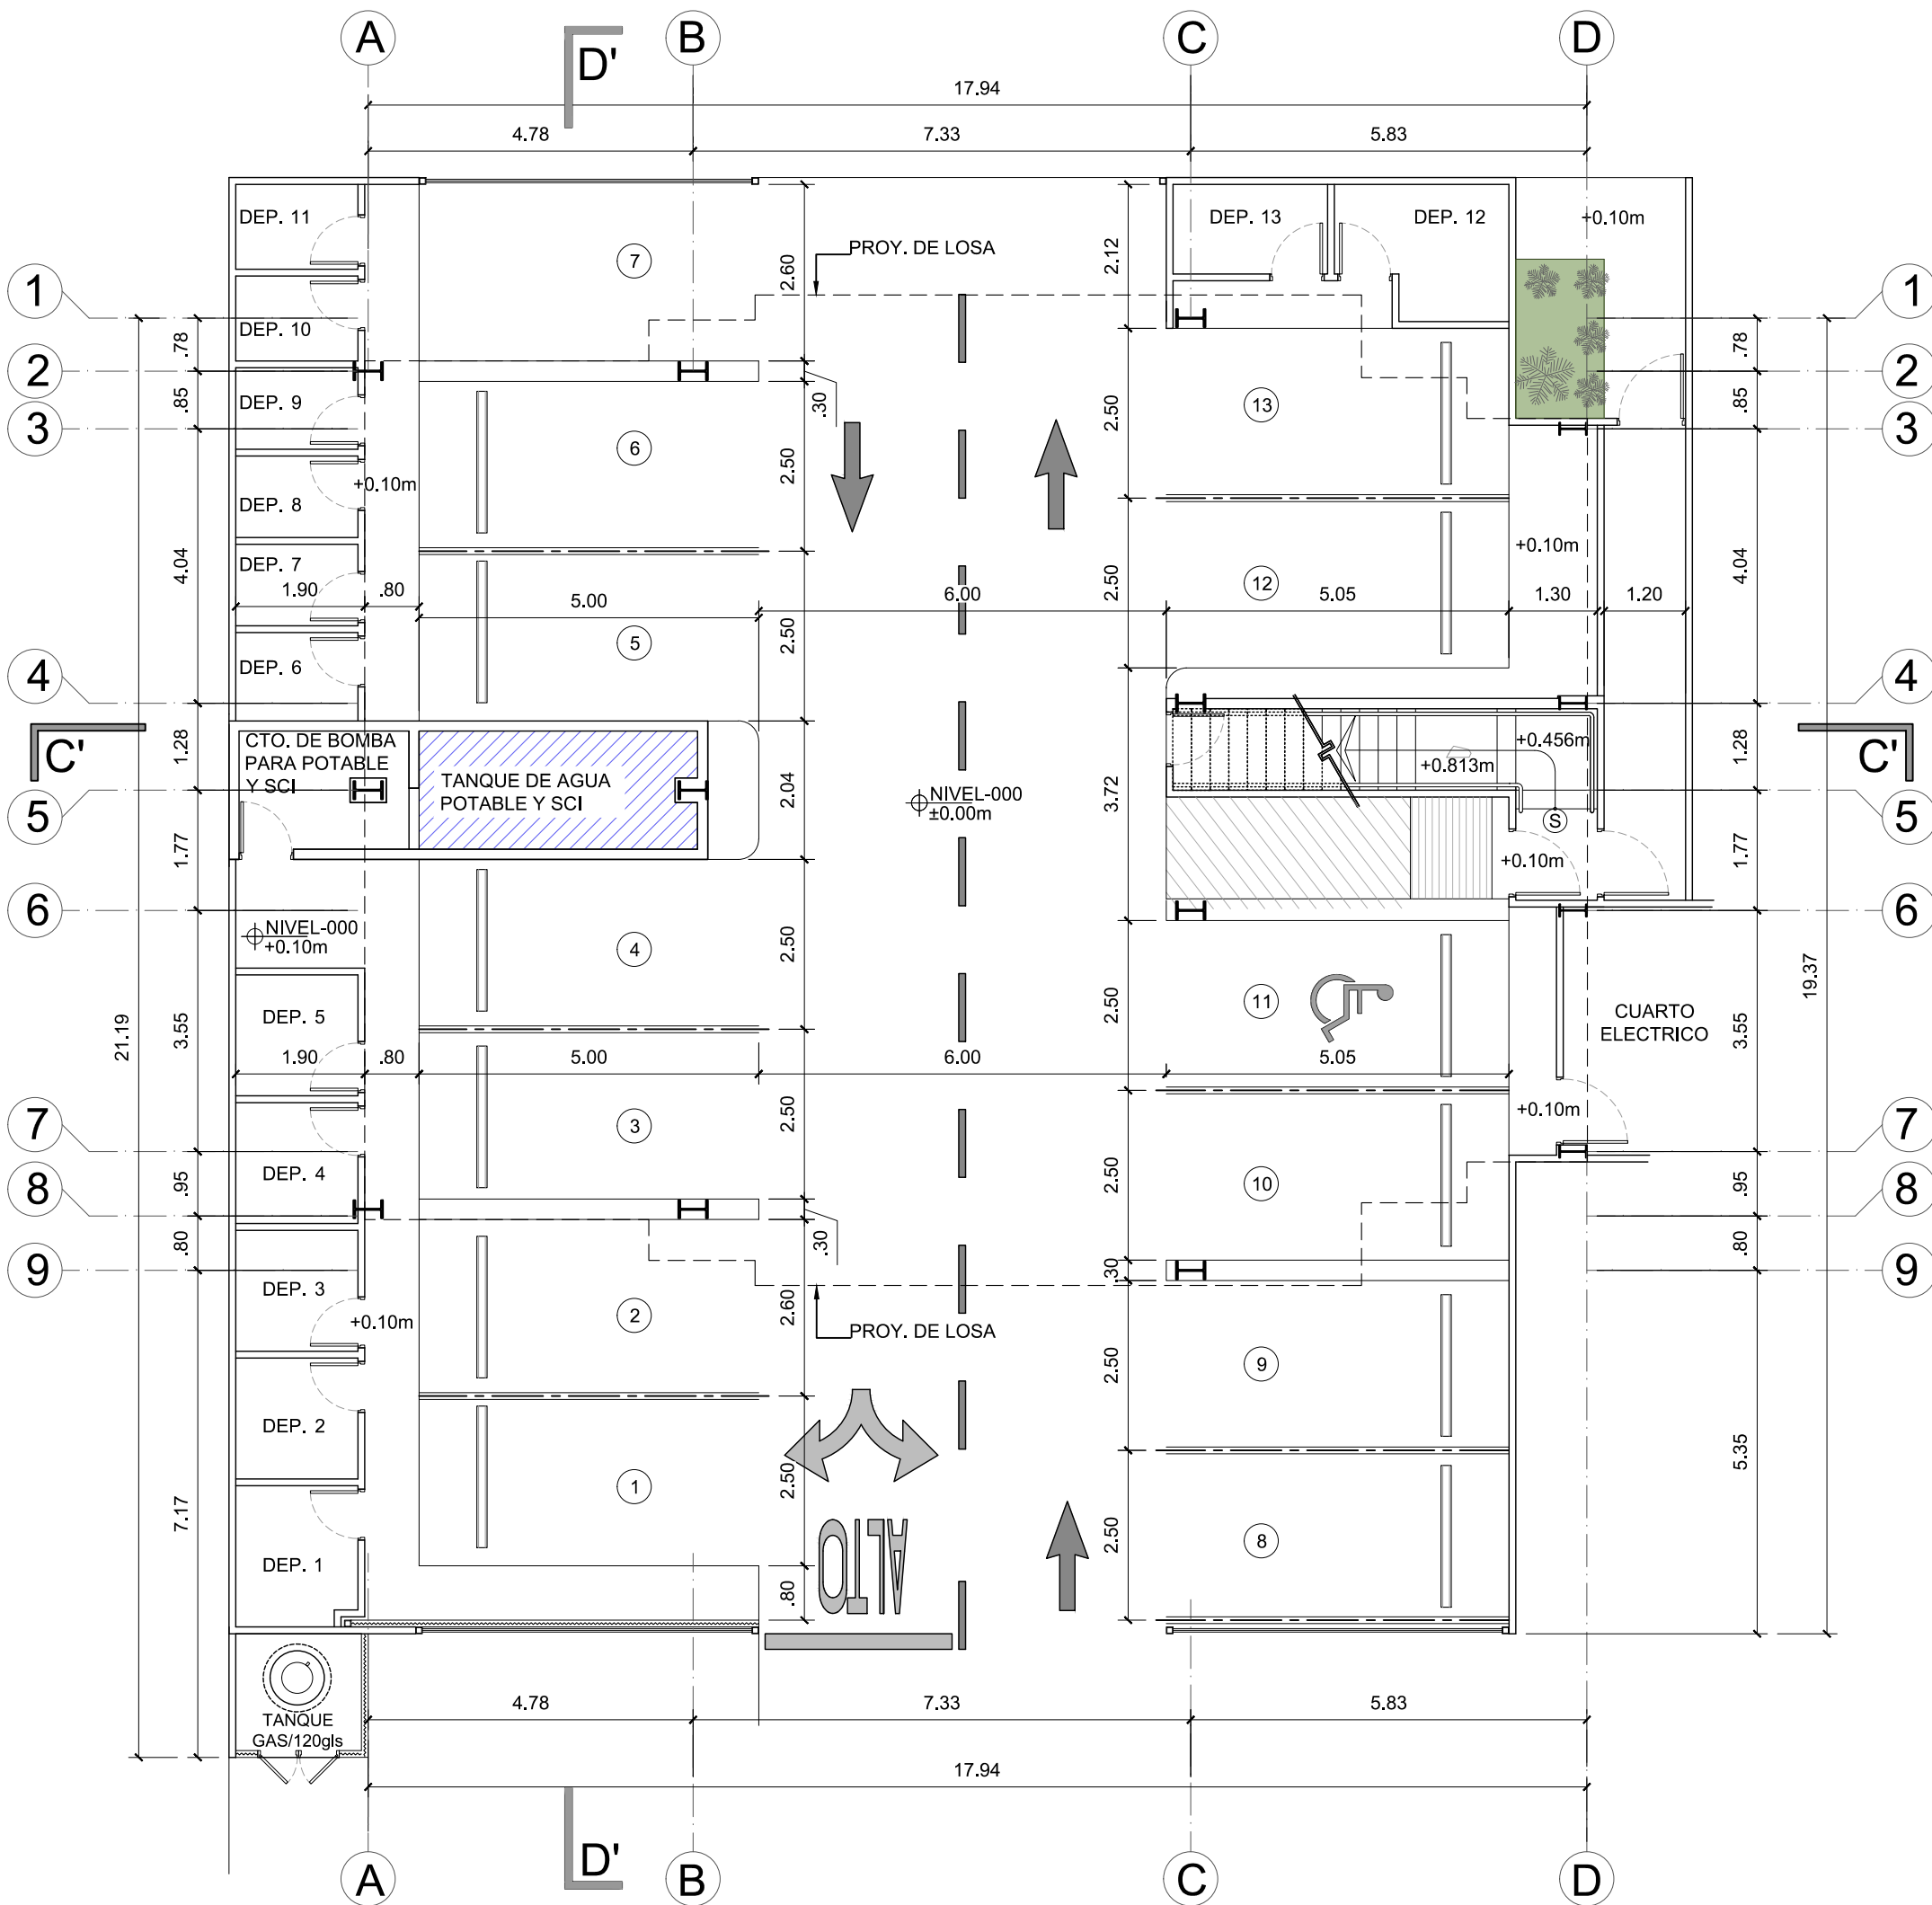 A
D'
B
C
D
17.94
4.78
7.33
5.83
DEP. 11
DEP. 13
DEP. 12
+0.10m
7
PROY. DE LOSA
2.60
2.12
1
1
DEP. 10
.78
.78
2
2
DEP. 9
.30
.85
13
.85
3
3
6
2.50
2.50
+0.10m
DEP. 8
+0.10m
DEP. 7
4.04
4.04
1.90
.80
5.00
6.00
2.50
12
5.05
1.30
1.20
5
2.50
DEP. 6
4
4
C'
CTO. DE BOMBA
PARA POTABLE
Y SCI
1.28
TANQUE DE AGUA
POTABLE Y SCI
2.04
NIVEL-000
±0.00m
3.72
+0.456m
+0.813m
1.28
C'
5
S
5
1.77
+0.10m
1.77
6
6
NIVEL-000
+0.10m
4
2.50
2.50
11
CUARTO
ELECTRICO
19.37
DEP. 5
21.19
3.55
3.55
1.90
.80
5.00
6.00
5.05
3
2.50
+0.10m
7
7
DEP. 4
2.50
10
8
.95
.95
8
.30
.30
.80
.80
9
9
DEP. 3
+0.10m
2
2.60
PROY. DE LOSA
2.50
9
DEP. 2
5.35
1
2.50
7.17
2.50
8
DEP. 1
.80
ALTO
TANQUE
GAS/120gls
4.78
7.33
5.83
17.94
D'
A
B
C
D